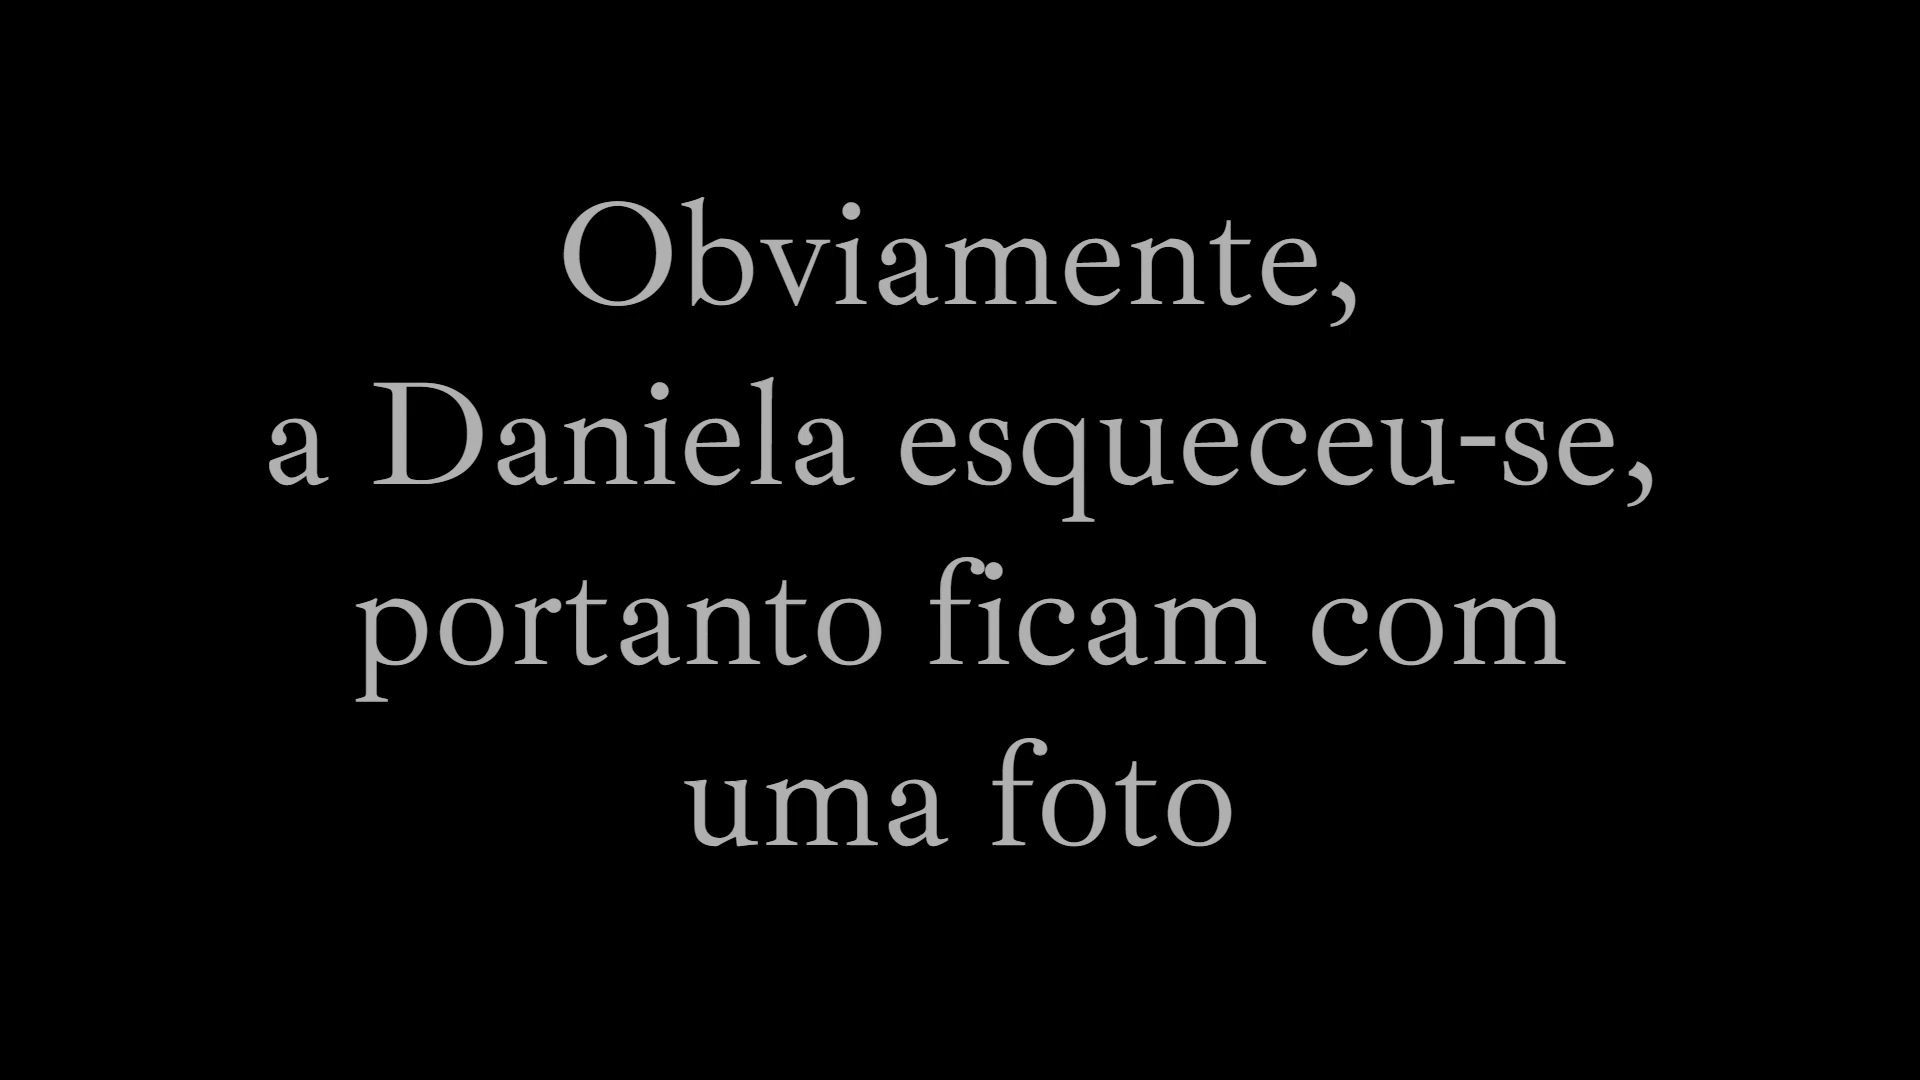 Obviamente,
a Daniela esqueceu-se,
portanto ficam com
uma foto